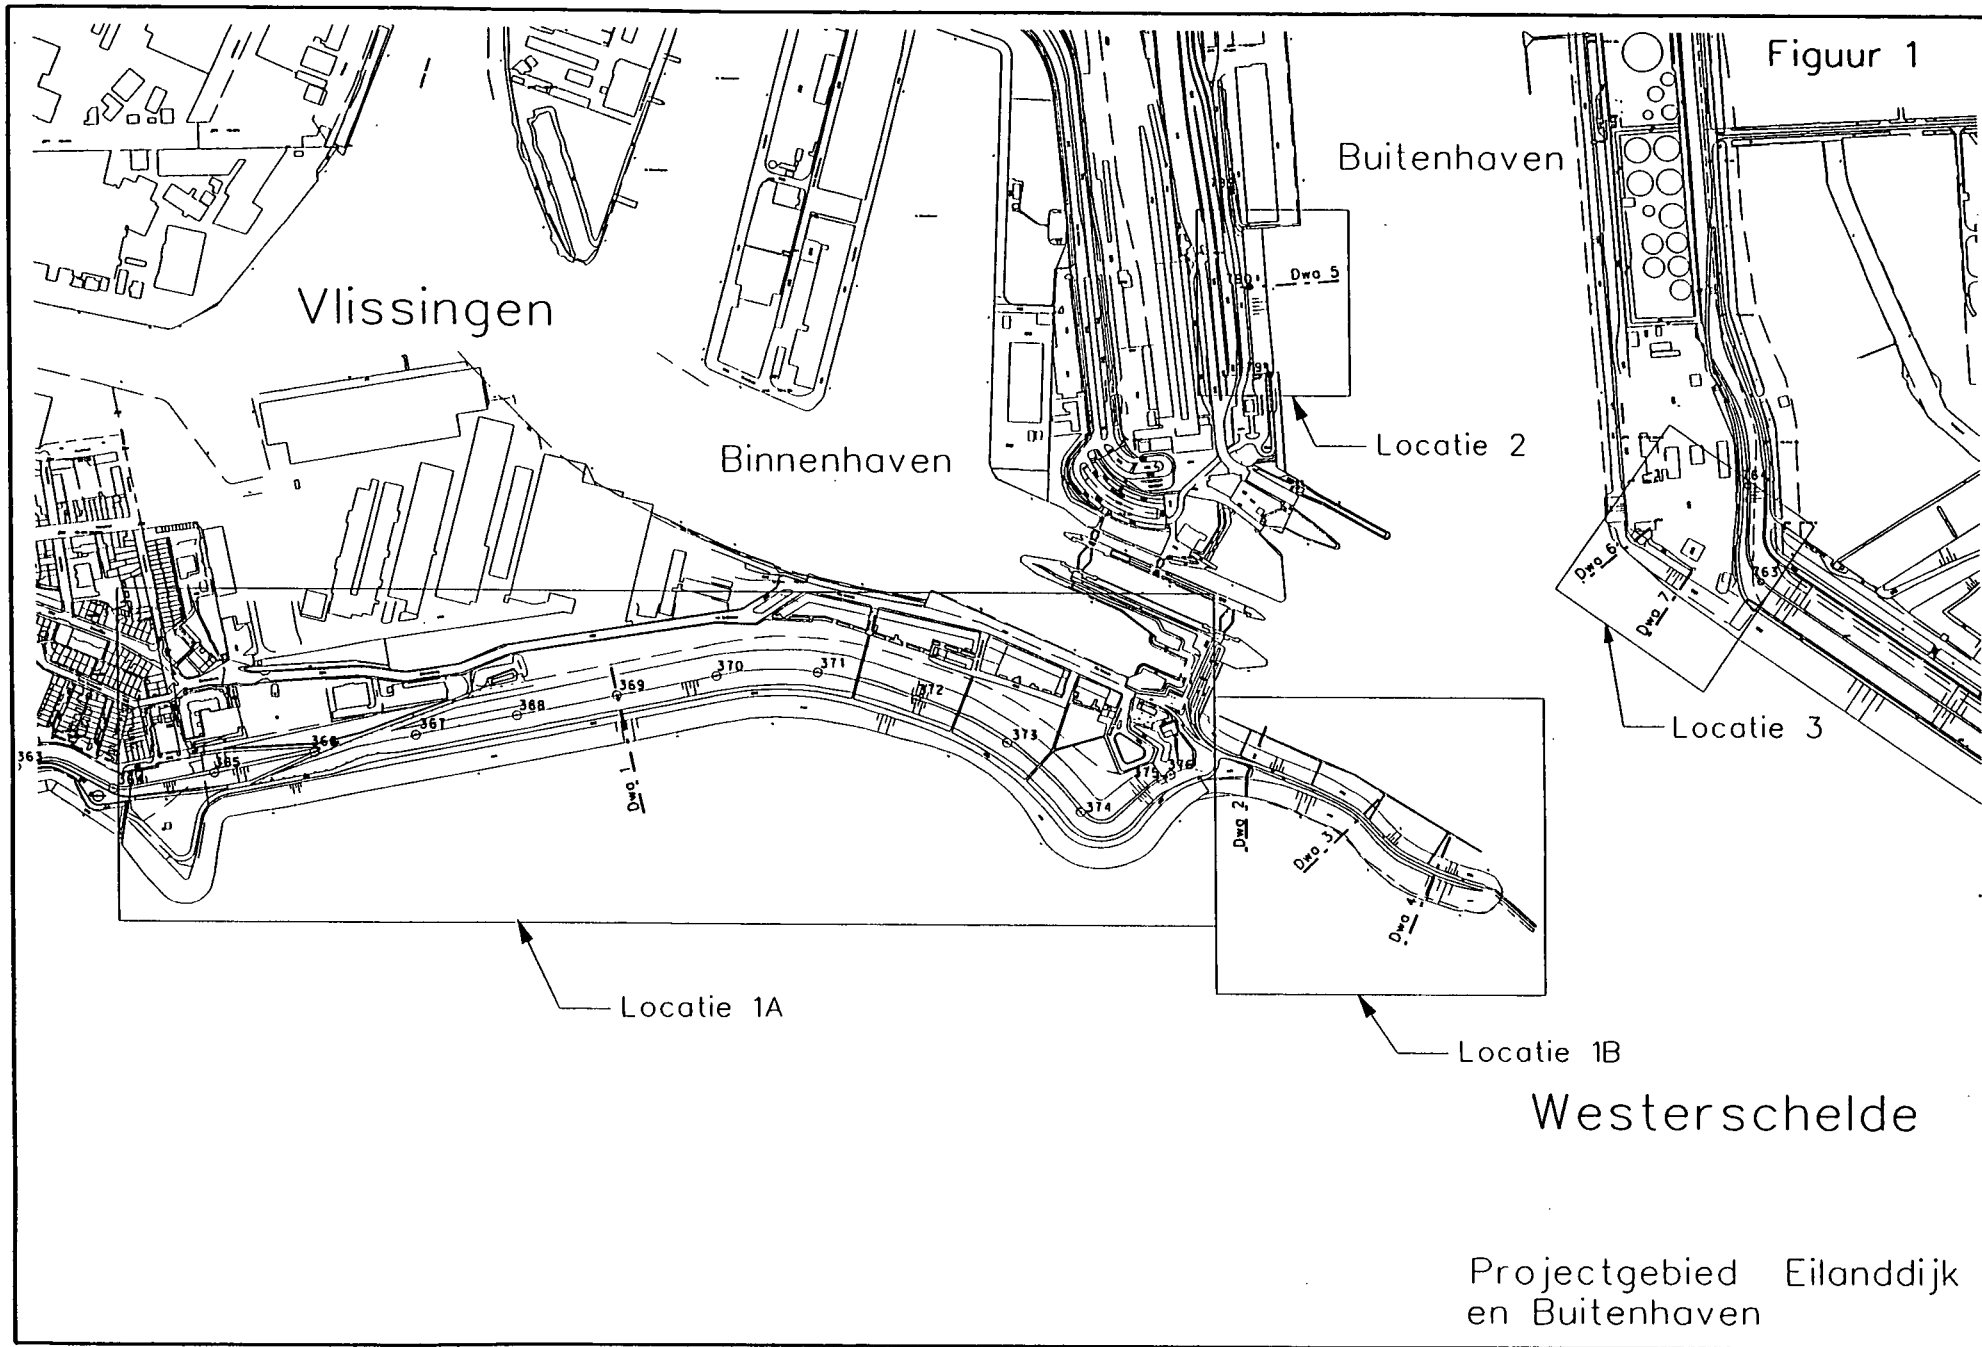 Figuur 1
Buitenhaven
Vlissingen
Dwa 5
Binnenhaven
Locatie 2
764
763
Dwa 6
Dwa 7
Locatie 3
363
365
366
367
368
369
370
371
372
373
374
375
376
Dwa 1
Dwa 2
Dwa 3
Dwa 4
Locatie 1A
Locatie 1B
Westerschelde
Projectgebied Eilanddijk
en Buitenhaven